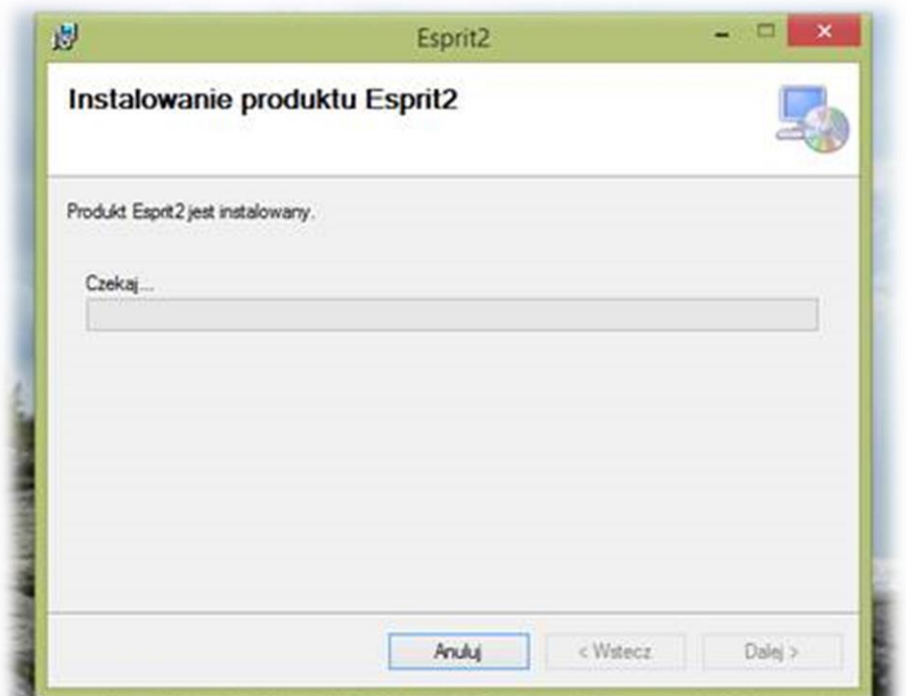 Esprit2
Instalowanie produktu Esprit2
Produkt Esprit2 jest instalowany.
Czekaj...
Anuluj
< Wstecz
Dalej >